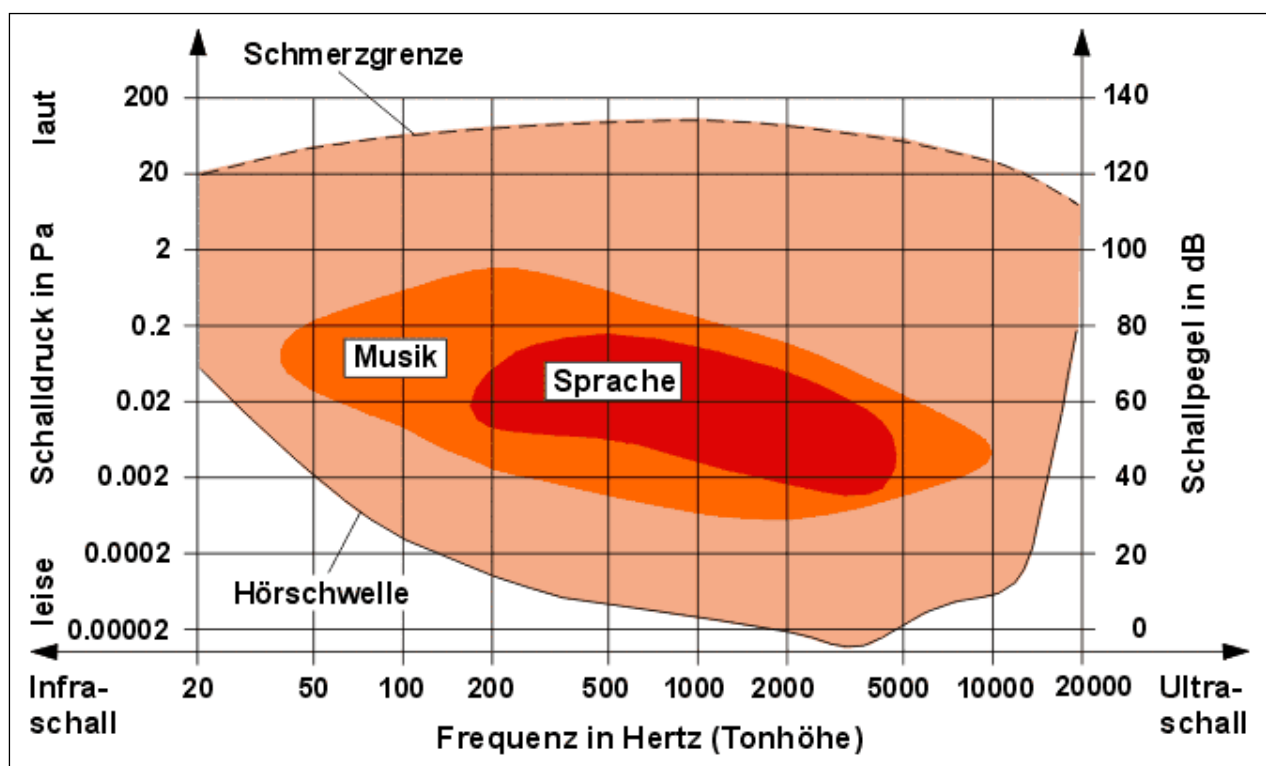 Schmerzgrenze
laut
200
20
2
0.2
0.02
0.002
0.0002
0.00002
leise
Schalldruck in Pa
140
120
100
80
60
40
20
0
Schallpegel in dB
Musik
Sprache
Hörschwelle
Infra-
schall
20 50 100 200 500 1000 2000 5000 10000 20000
Ultra-
schall
Frequenz in Hertz (Tonhöhe)